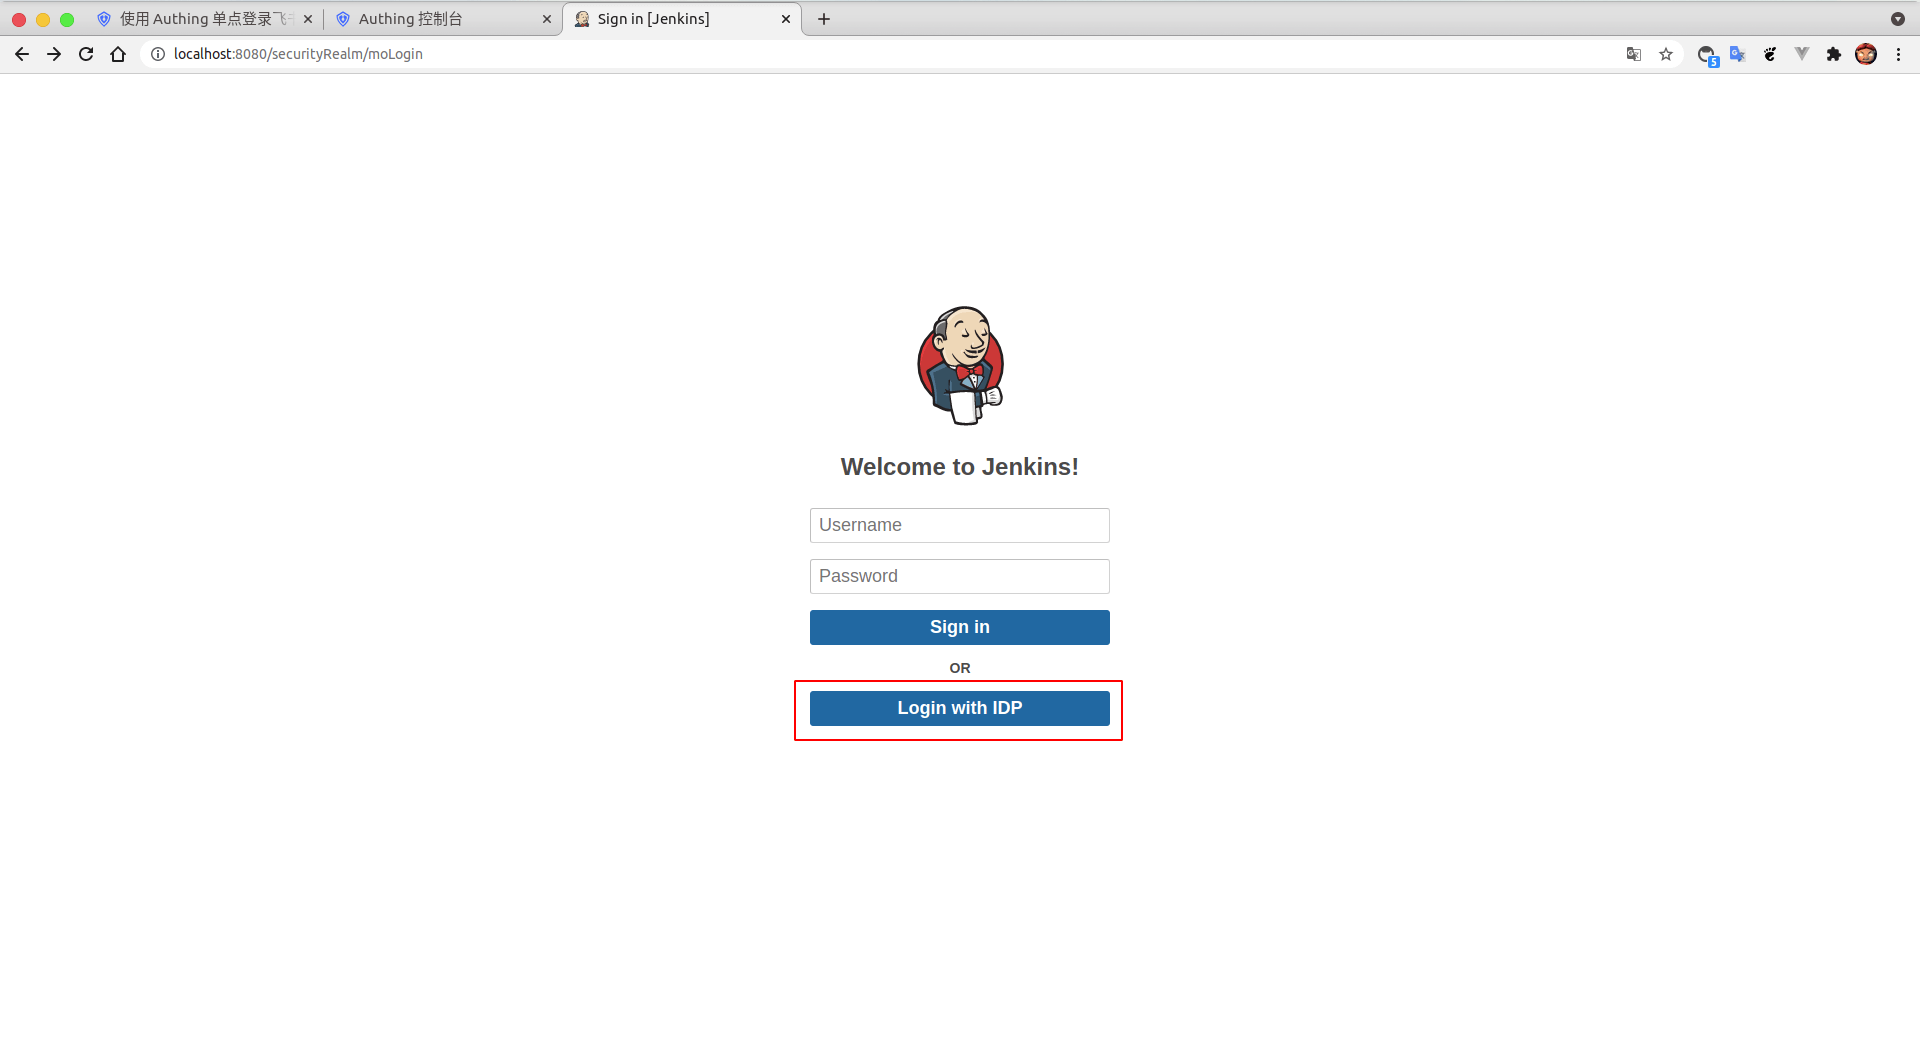 使用 Authing 单点登录飞
Authing 控制台
Sign in [Jenkins]
localhost:8080/securityRealm/moLogin
5
Welcome to Jenkins!
Username
Password
Sign in
OR
Login with IDP